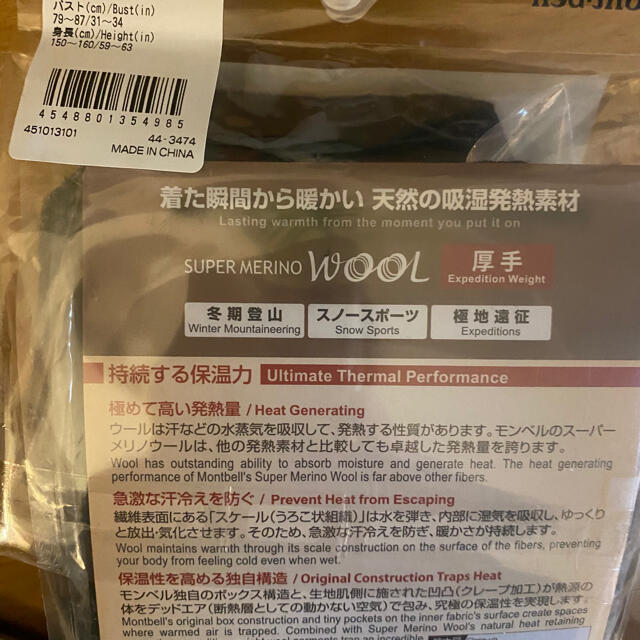 バスト(cm)/Bust(in)
79~87/31~34
身長(cm)/Height(in)
150~160/59~63
4548801354985
451013101
44-3474
MADE IN CHINA
着た瞬間から暖かい 天然の吸湿発熱素材
Lasting warmth from the moment you put it on
SUPER MERINO WOOL
厚手
Expedition Weight
冬期登山
Winter Mountaineering
スノースポーツ
Snow Sports
極地遠征
Expeditions
持続する保温力 Ultimate Thermal Performance
極めて高い発熱量 / Heat Generating
ウールは汗などの水蒸気を吸収して、発熱する性質があります。モンベルのスーパー
メリノウールは、他の発熱素材と比較しても卓越した発熱量を誇ります。
Wool has outstanding ability to absorb moisture and generate heat. The heat generating
performance of Montbell's Super Merino Wool is far above other fibers.
急激な汗冷えを防ぐ / Prevent Heat from Escaping
繊維表面にある「スケール(うろこ状組織)」は水を弾き、内部に湿気を吸収し、ゆっくり
と放出・気化させます。そのため、急激な汗冷えを防ぎ、暖かさが持続します。
Wool maintains warmth through its scale construction on the surface of the fibers, preventing
your body from feeling cold even when wet.
保温性を高める独自構造 / Original Construction Traps Heat
モンベル独自のボックス構造と、生地肌側に施された凹凸(クレープ加工)が熱源の
体をデッドエア(断熱層としての動かない空気)で包み、究極の保温性を実現します。
Montbell's original box construction and tiny pockets on the inner fabric's surface create spaces
where warmed air is trapped. Combined with Super Merino Wool's natural heat retaining